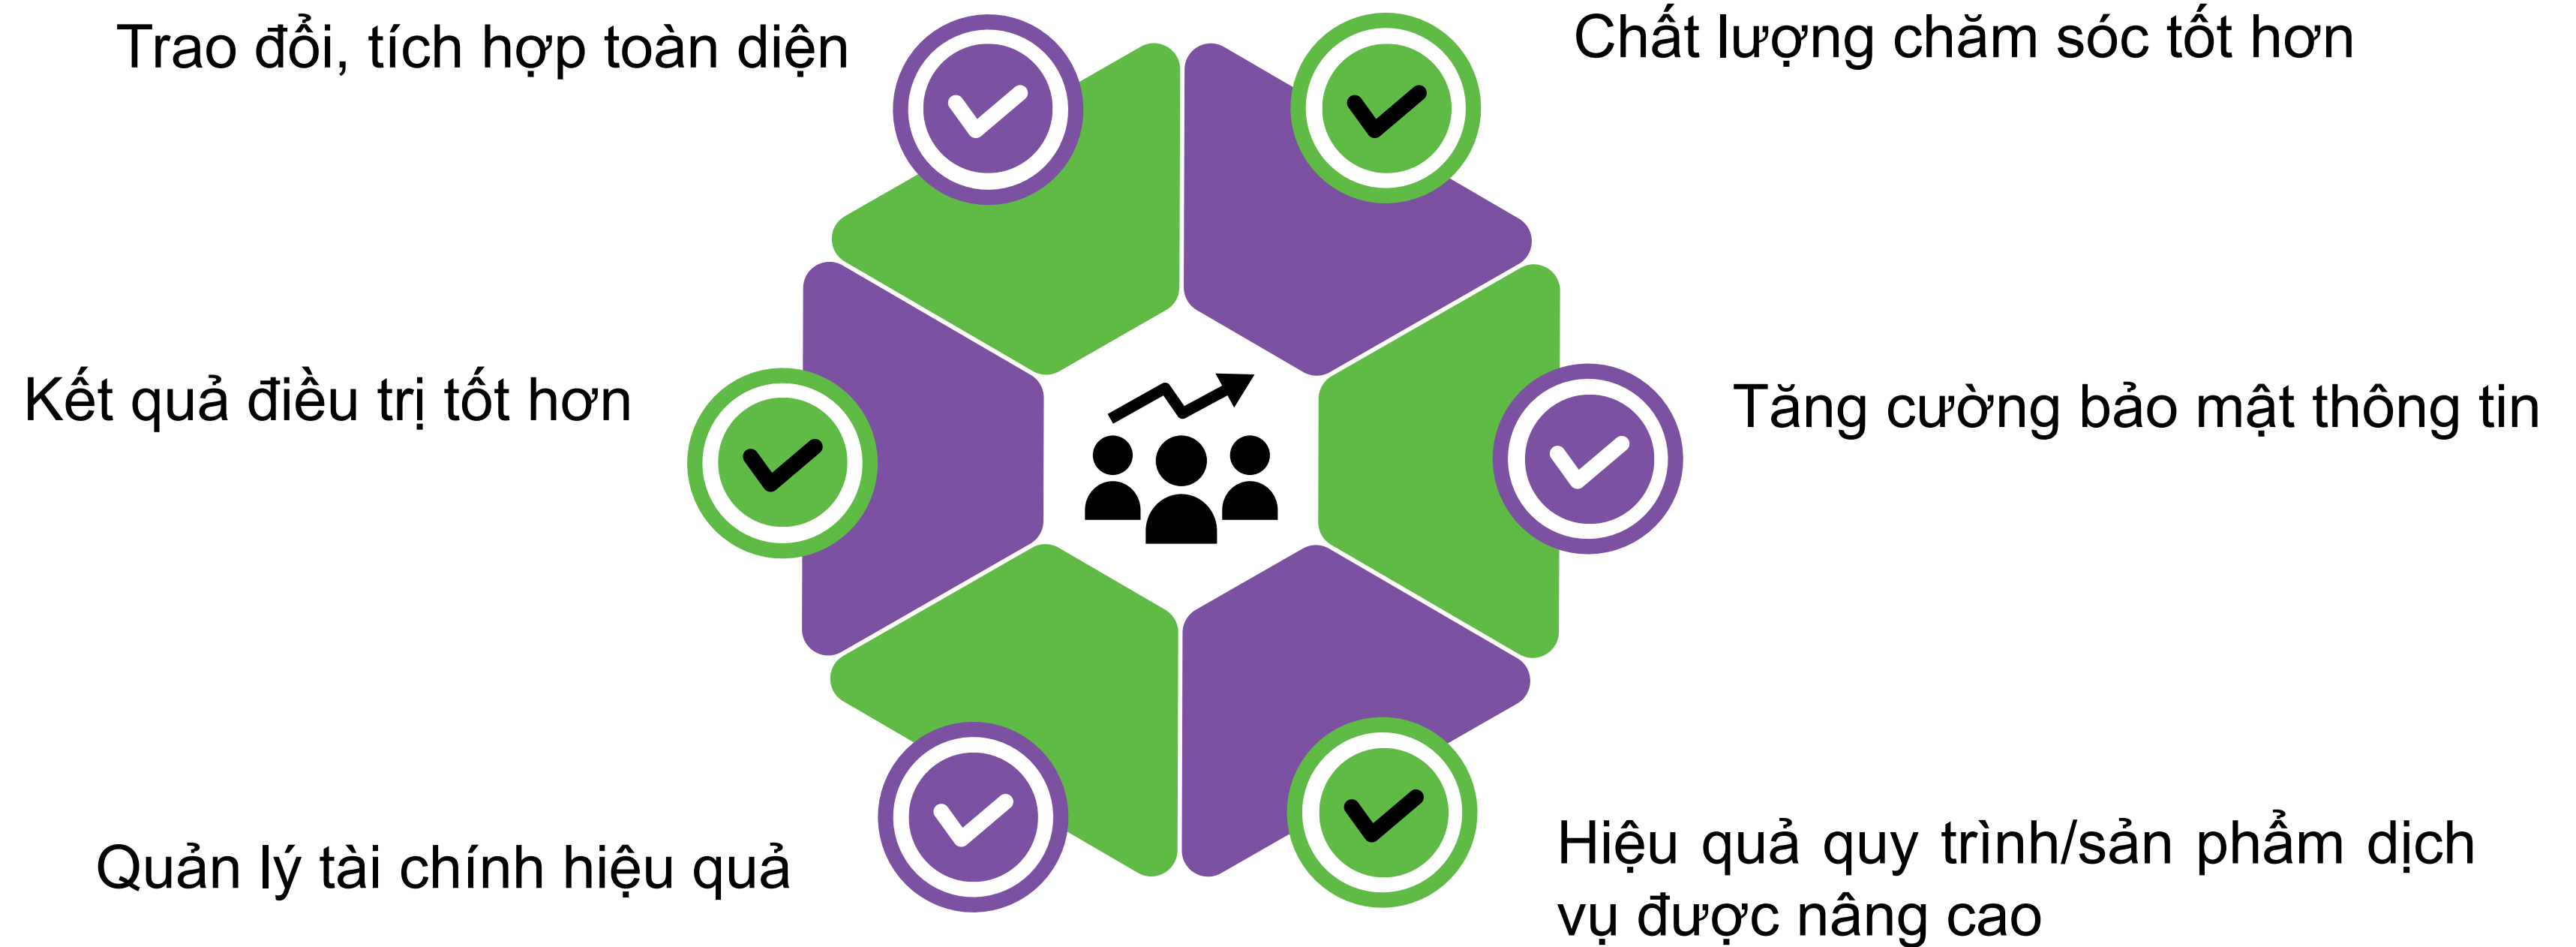 Trao đổi, tích hợp toàn diện
Chất lượng chăm sóc tốt hơn
Kết quả điều trị tốt hơn
Tăng cường bảo mật thông tin
Quản lý tài chính hiệu quả
Hiệu quả quy trình/sản phẩm dịch
vụ được nâng cao